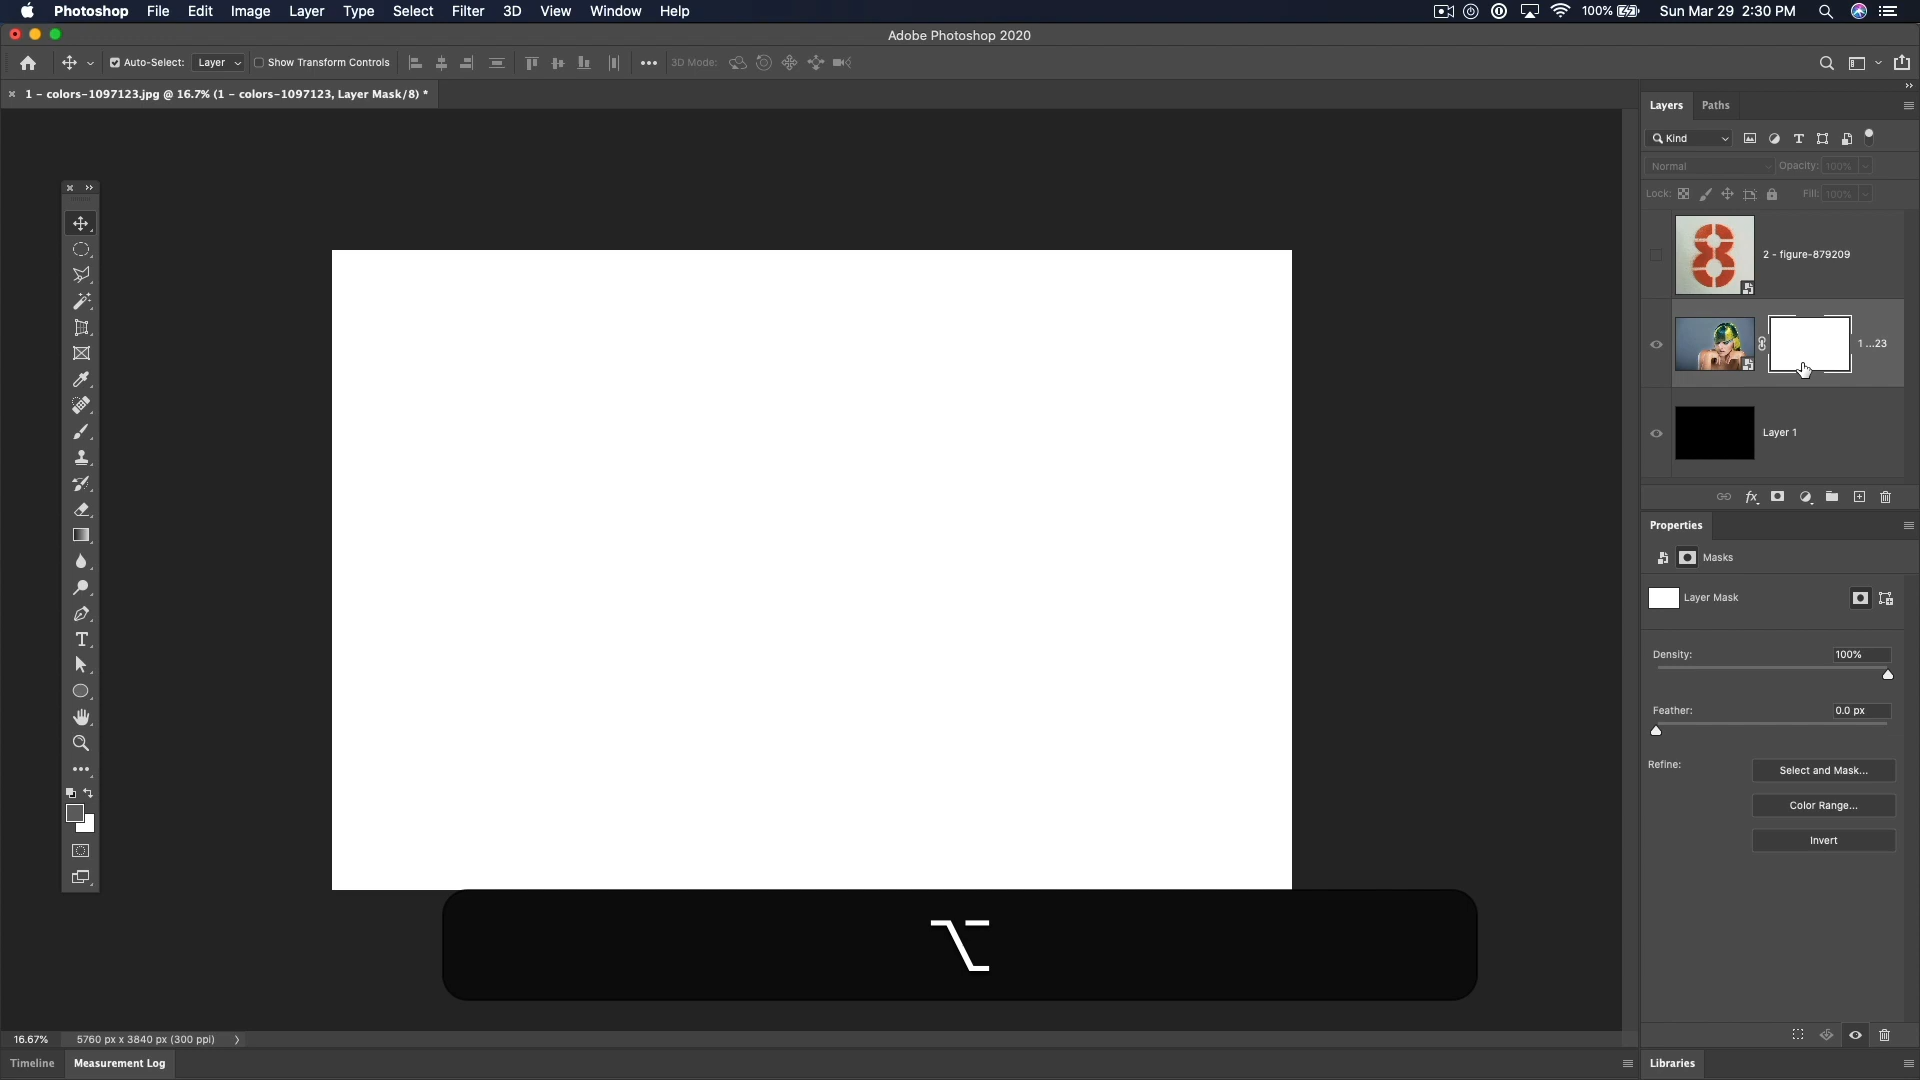 Photoshop File Edit Image Layer Type Select Filter 3D View Window Help 100% Sun Mar 29 2:30 PM
Adobe Photoshop 2020
Auto-Select: Layer Show Transform Controls 3D Mode:
1 - colors-1097123.jpg @ 16.7% (1 - colors-1097123, Layer Mask/8) *
Layers Paths
Kind
Normal Opacity: 100%
Lock: Fill: 100%
8
2 - figure-879209
1 ...23
Layer 1
fx
Properties
Masks
Layer Mask
Density: 100%
Feather: 0.0 px
Refine: Select and Mask...
Color Range...
Invert
⌥
16.67% 5760 px x 3840 px (300 ppi)
Timeline Measurement Log Libraries